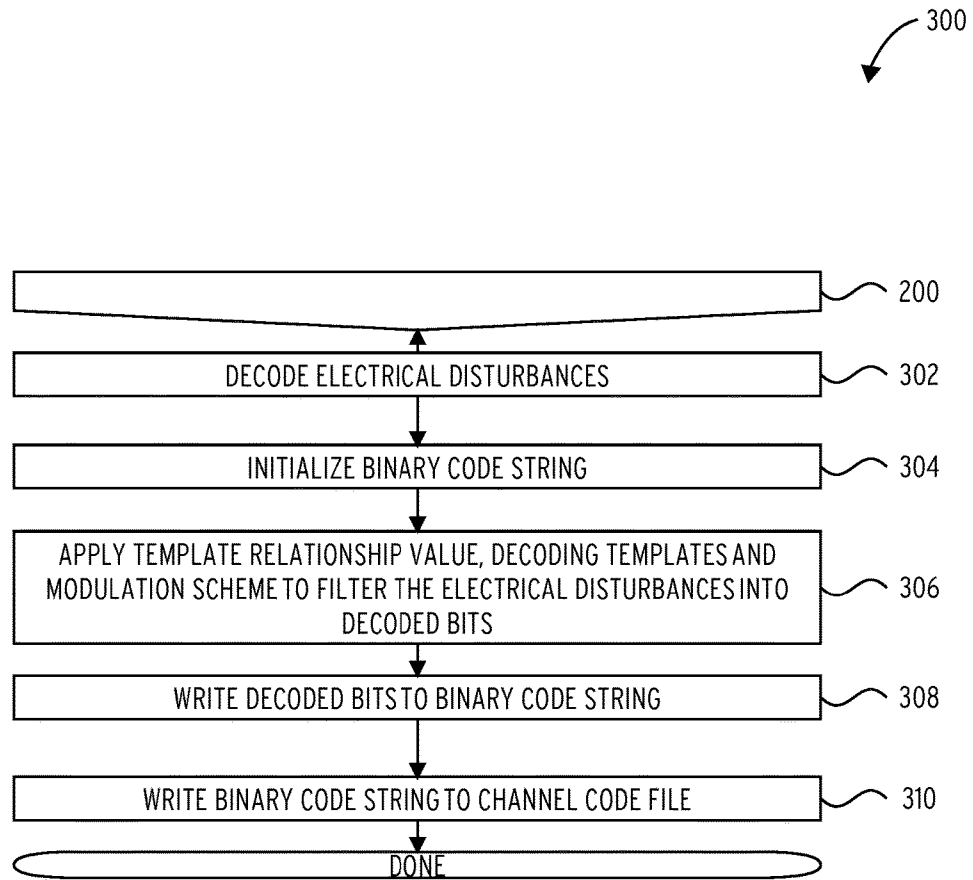 300
200
DECODE ELECTRICAL DISTURBANCES
302
INITIALIZE BINARY CODE STRING
304
APPLY TEMPLATE RELATIONSHIP VALUE, DECODING TEMPLATES AND
MODULATION SCHEME TO FILTER THE ELECTRICAL DISTURBANCES INTO
DECODED BITS
306
WRITE DECODED BITS TO BINARY CODE STRING
308
WRITE BINARY CODE STRING TO CHANNEL CODE FILE
310
DONE